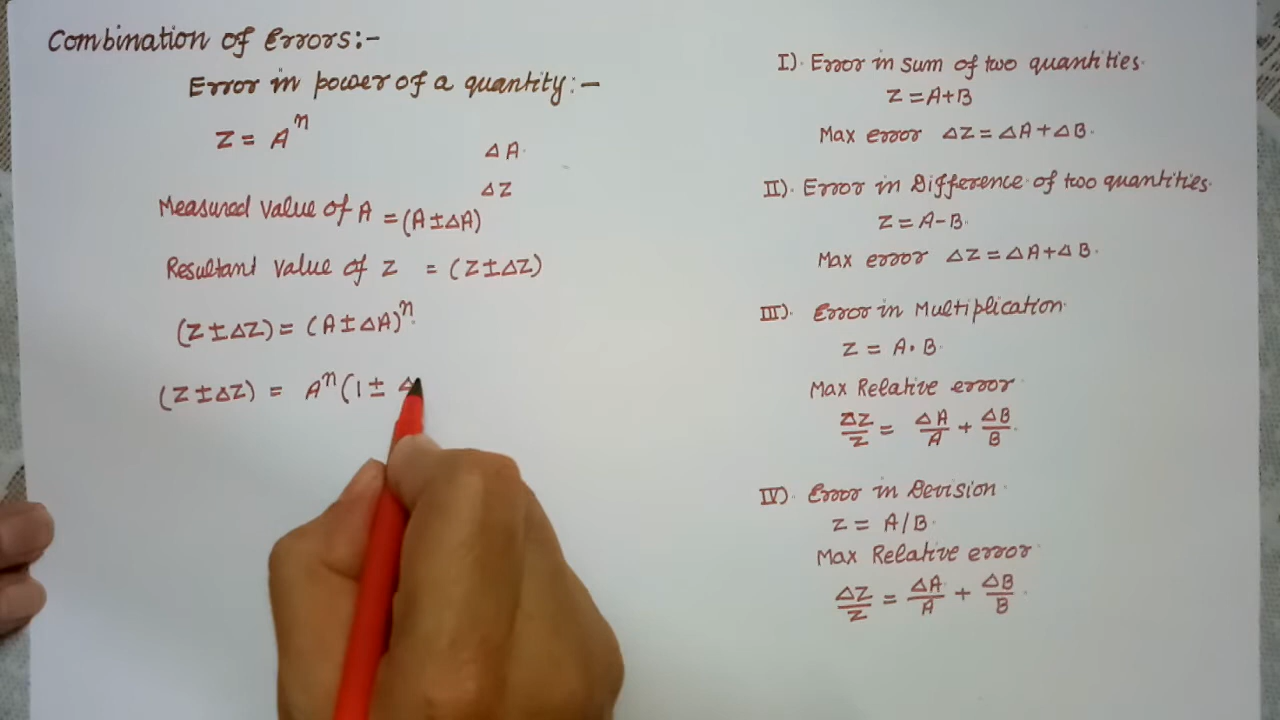 Combination of Errors:-
Error in power of a quantity:-
Z = Aⁿ
ΔA.
ΔZ
Measured value of A = (A±ΔA)
Resultant value of Z = (Z±ΔZ)
(Z±ΔZ) = (A±ΔA)ⁿ.
(Z±ΔZ) = Aⁿ(1± Δ
I). Error in sum of two quantities.
Z = A+B
Max error ΔZ = ΔA+ΔB.
II). Error in Difference of two quantities.
Z = A-B.
Max error ΔZ = ΔA+ΔB.
III). Error in Multiplication.
Z = A.B.
Max Relative error
ΔZ/Z = ΔA/A + ΔB/B.
IV). Error in Devision.
Z = A/B.
Max Relative error
ΔZ/Z = ΔA/A + ΔB/B.